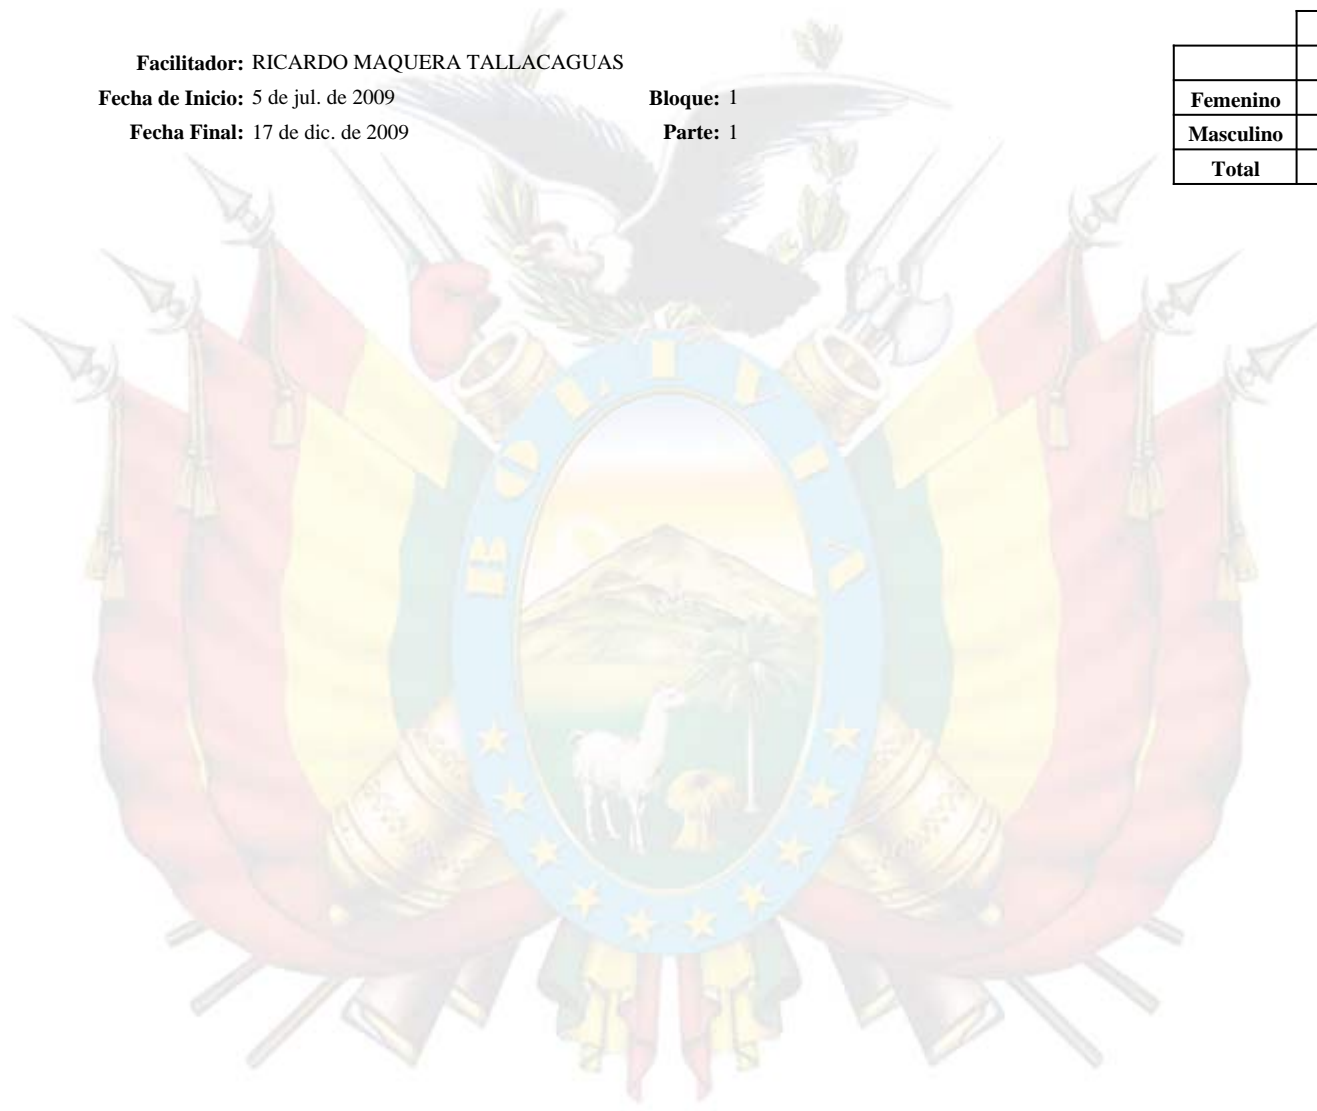 Facilitador: RICARDO MAQUERA TALLACAGUAS
Fecha de Inicio: 5 de jul. de 2009 Bloque: 1
Fecha Final: 17 de dic. de 2009 Parte: 1
Femenino
Masculino
Total
BOLIVIA